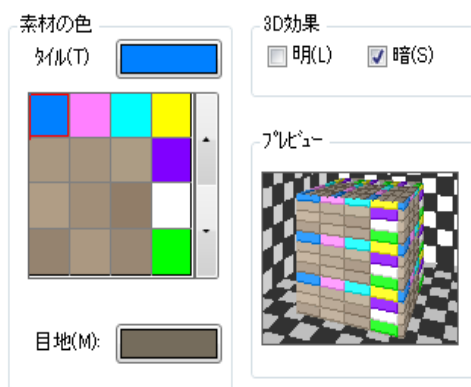 素材の色
ﾀｲﾙ(T)
目地(M):
3D効果
明(L)
暗(S)
ﾌﾟﾚﾋﾞｭｰ